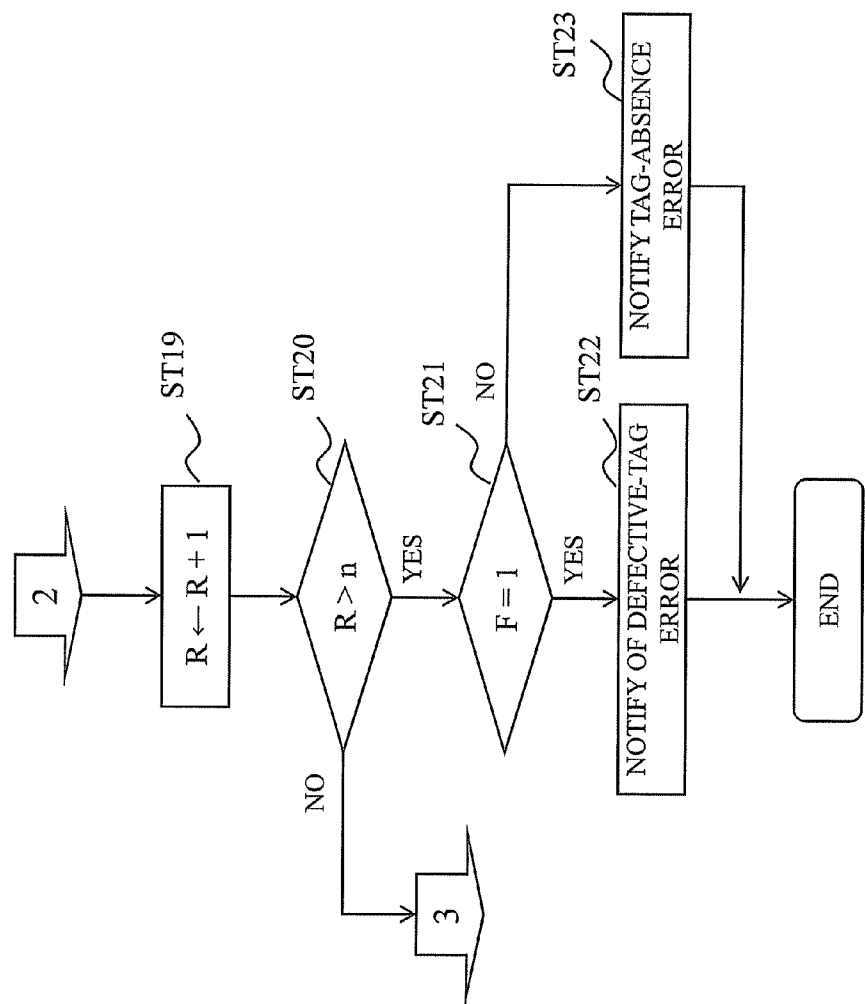 2
ST19
R ← R + 1
ST20
R > n
NO
YES
3
ST21
F = 1
NO
YES
ST22
NOTIFY OF DEFECTIVE-TAG
ERROR
ST23
NOTIFY TAG-ABSENCE
ERROR
END